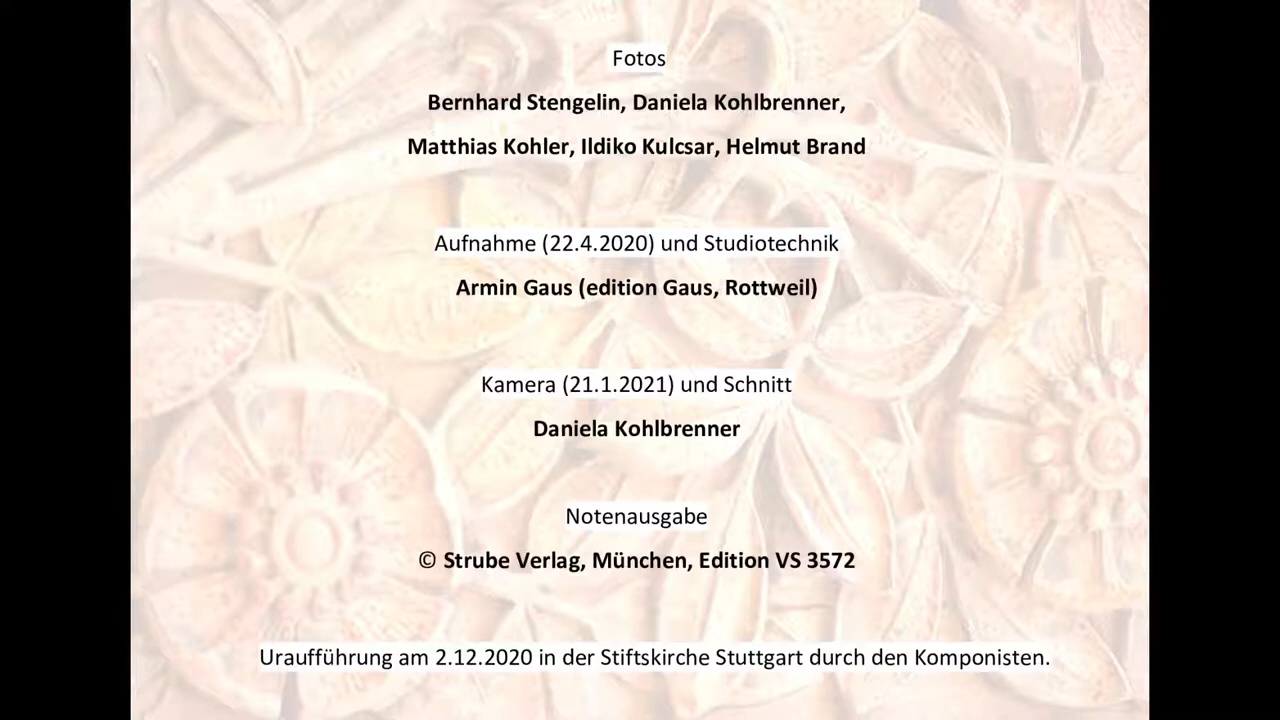 Fotos
Bernhard Stengelin, Daniela Kohlbrenner,
Matthias Kohler, Ildiko Kulcsar, Helmut Brand
Aufnahme (22.4.2020) und Studiotechnik
Armin Gaus (edition Gaus, Rottweil)
Kamera (21.1.2021) und Schnitt
Daniela Kohlbrenner
Notenausgabe
© Strube Verlag, München, Edition VS 3572
Uraufführung am 2.12.2020 in der Stiftskirche Stuttgart durch den Komponisten.